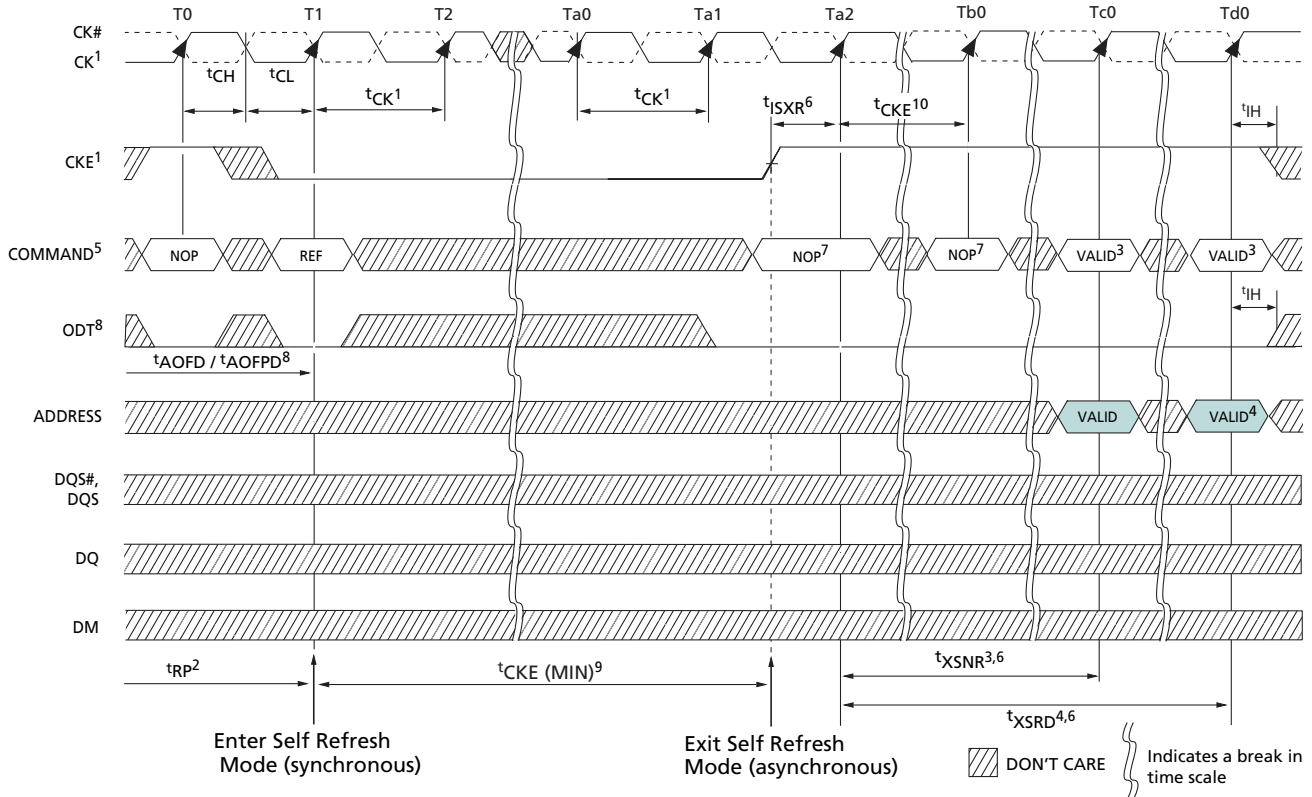 T0 T1 T2 Ta0 Ta1 Ta2 Tb0 Tc0 Td0
CK#
CK1
tCH tCL tCK1 tCK1 tISXR6 tCKE10 tIH
CKE1
COMMAND5 NOP REF NOP7 NOP7 VALID3 VALID3
tIH
ODT8
tAOFD / tAOFPD8
ADDRESS VALID VALID4
DQS#,
DQS
DQ
DM
tRP2 tCKE (MIN)9 tXSNR3,6
tXSRD4,6
Enter Self Refresh
Mode (synchronous)
Exit Self Refresh
Mode (asynchronous)
DON'T CARE
Indicates a break in
time scale